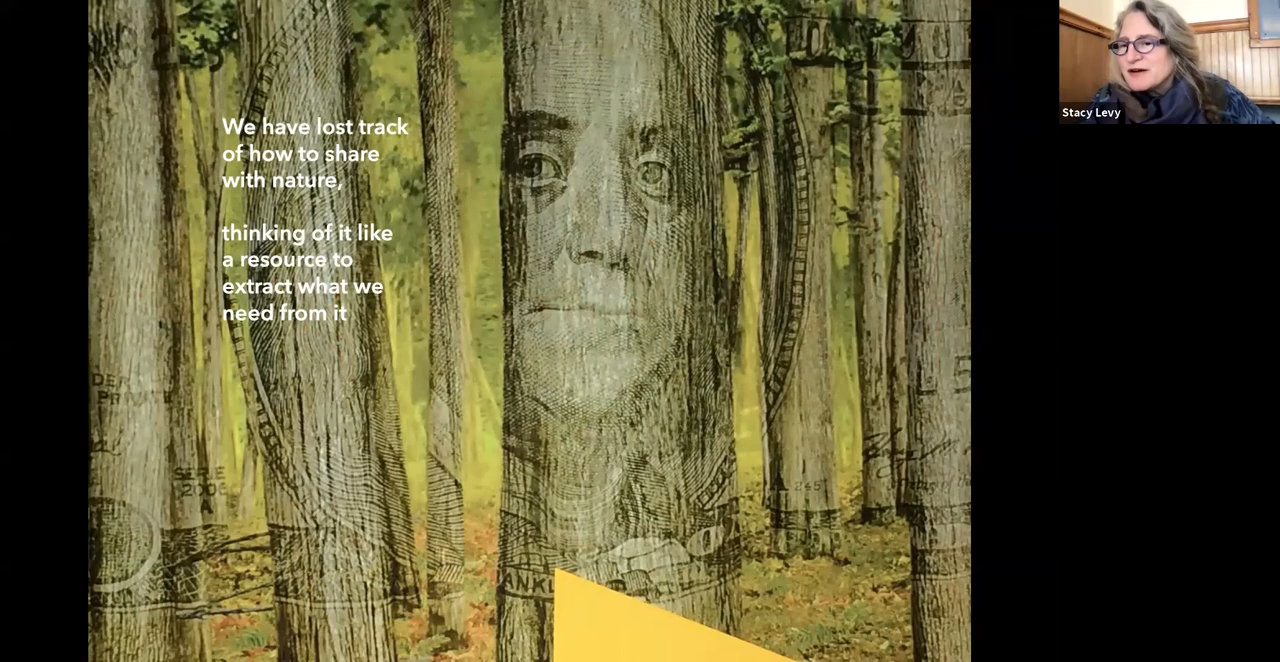 We have lost track
of how to share
with nature,
thinking of it like
a resource to
extract what we
need from it
Stacy Levy